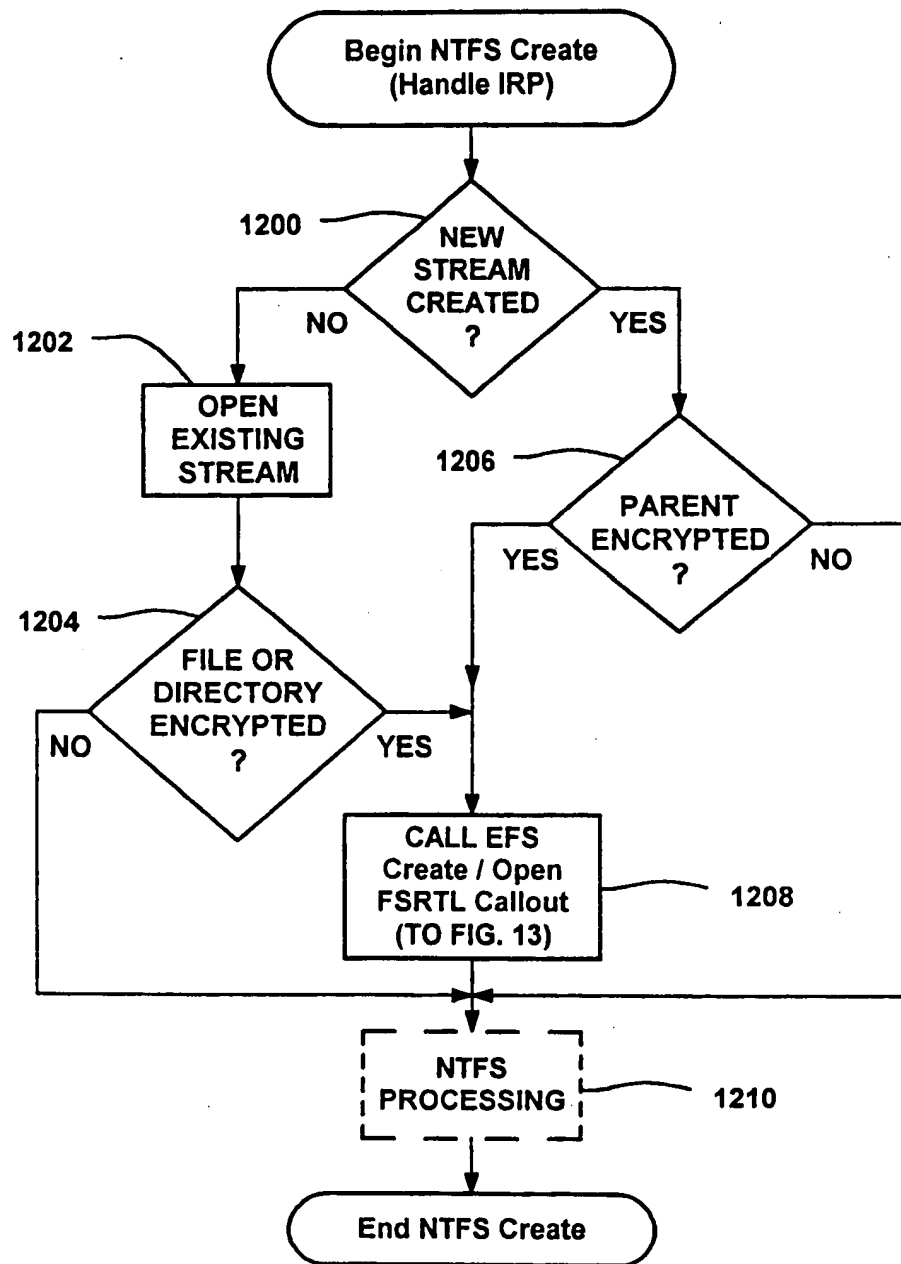 Begin NTFS Create
(Handle IRP)
1200
NEW
STREAM
CREATED
?
NO
YES
1202
OPEN
EXISTING
STREAM
1206
PARENT
ENCRYPTED
?
YES
NO
1204
FILE OR
DIRECTORY
ENCRYPTED
?
NO
YES
CALL EFS
Create / Open
FSRTL Callout
(TO FIG. 13)
1208
NTFS
PROCESSING
1210
End NTFS Create